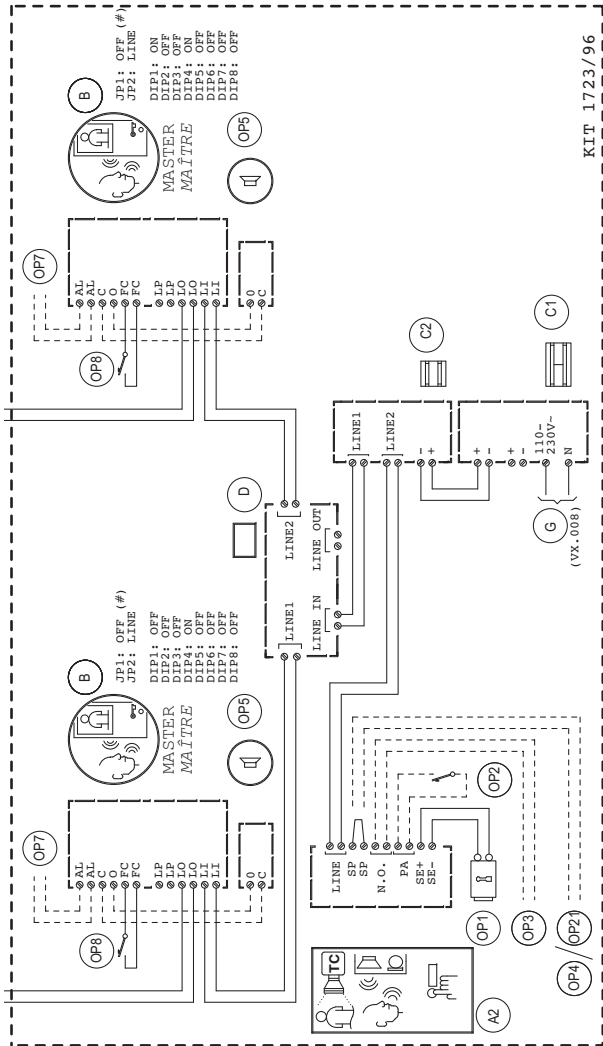 OP7
AL
AL
C
O
FC
FC
LP
LP
LO
LO
LI
LI
0
C
OP8
B
MASTER
MAÎTRE
OP5
JP1: OFF (#)
JP2: LINE
DIP1: OFF
DIP2: OFF
DIP3: OFF
DIP4: ON
DIP5: OFF
DIP6: OFF
DIP7: OFF
DIP8: OFF
OP7
AL
AL
C
O
FC
FC
LP
LP
LO
LO
LI
LI
0
C
OP8
B
MASTER
MAÎTRE
OP5
JP1: OFF (#)
JP2: LINE
DIP1: ON
DIP2: OFF
DIP3: OFF
DIP4: ON
DIP5: OFF
DIP6: OFF
DIP7: OFF
DIP8: OFF
D
LINE1
LINE2
LINE IN
LINE OUT
TC
A2
LINE
SP
SP
N.O.
PA
SE+
SE-
OP1
OP2
OP3
OP4 / OP21
LINE1
LINE2
-
+
C2
+
-
+
-
110-
230V~
N
C1
G
(VX.008)
KIT 1723/96